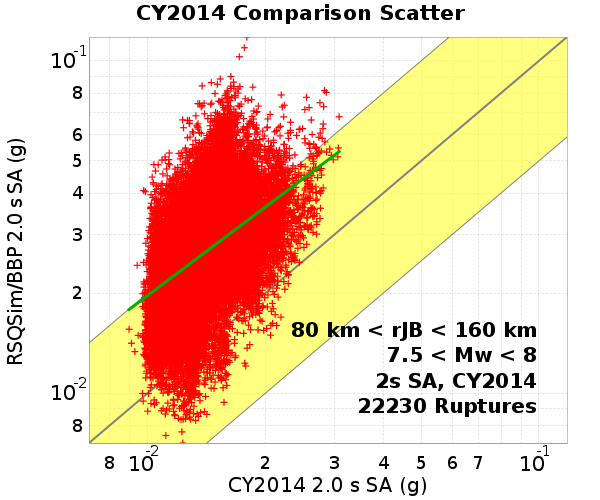 CY2014 Comparison Scatter
RSQSim/BBP 2.0 s SA (g)
10⁻¹
8
6
5
4
3
2
10⁻²
8
80 km < rJB < 160 km
7.5 < Mw < 8
2s SA, CY2014
22230 Ruptures
8 10⁻² 2 3 4 5 6 7 10⁻¹
CY2014 2.0 s SA (g)